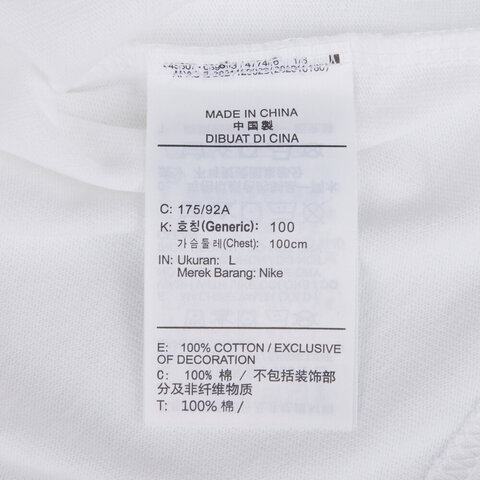 MADE IN CHINA
中国製
DIBUAT DI CINA
C: 175/92A
K: 호칭(Generic): 100
가슴둘레(Chest): 100cm
IN: Ukuran: L
Merek Barang: Nike
E: 100% COTTON / EXCLUSIVE
OF DECORATION
C: 100% 棉 / 不包括装饰部
分及非纤维物质
T: 100% 棉 /